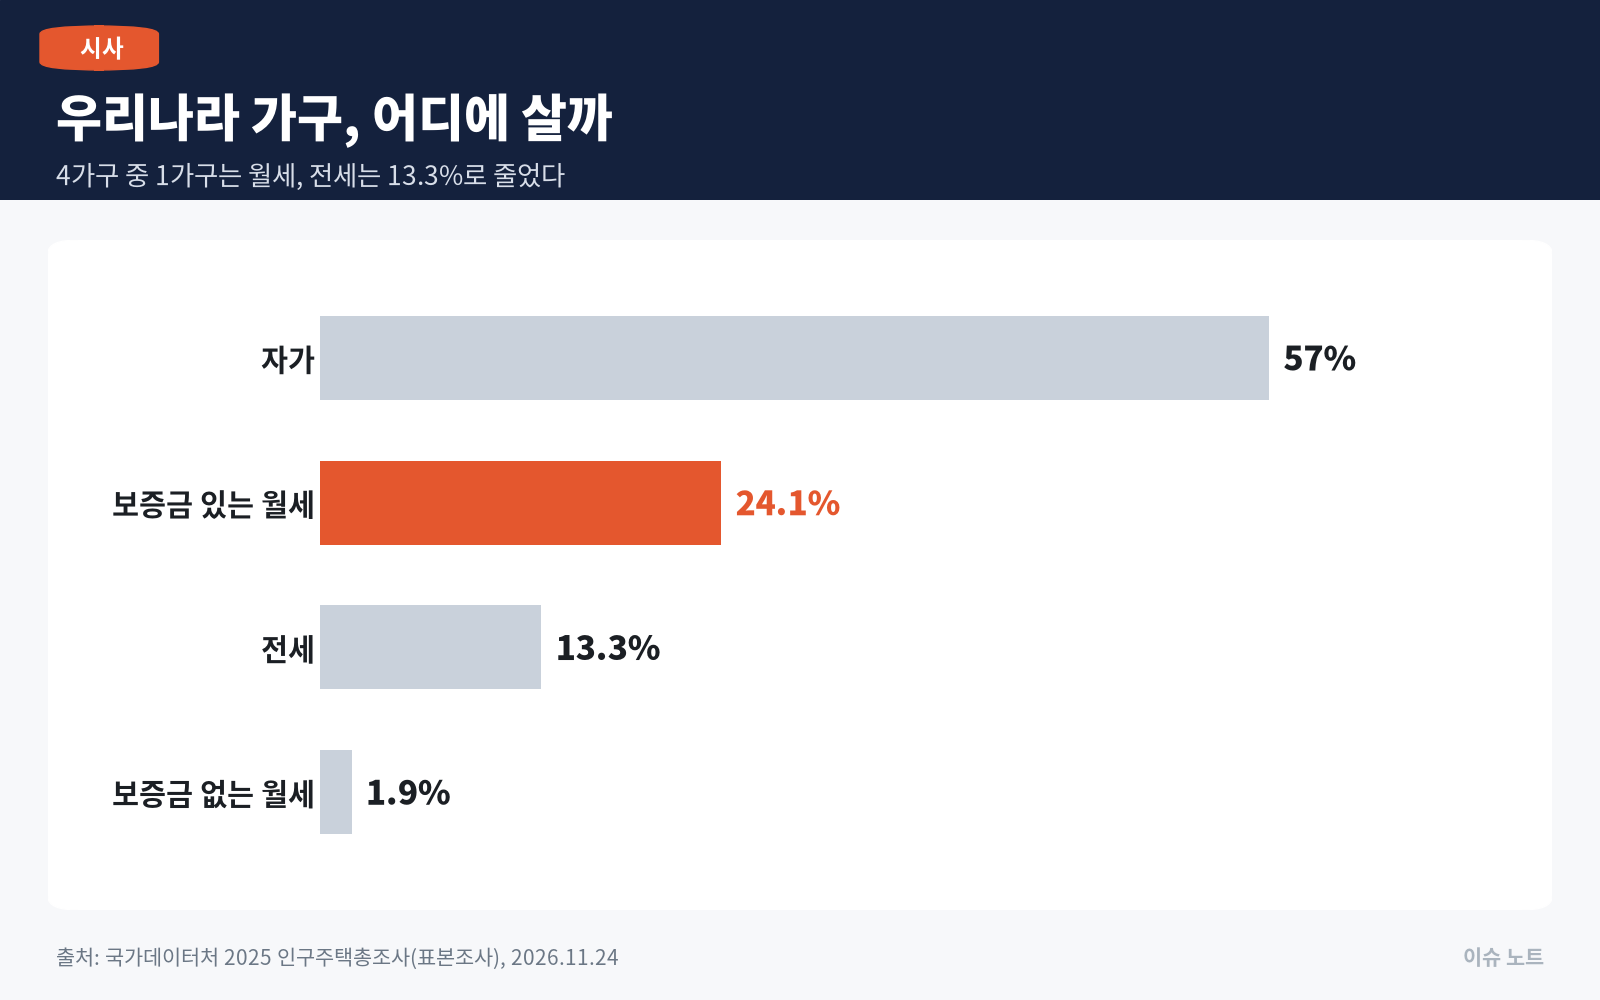 시사
우리나라 가구, 어디에 살까
4가구 중 1가구는 월세, 전세는 13.3%로 줄었다
자가 57%
보증금 있는 월세 24.1%
전세 13.3%
보증금 없는 월세 1.9%
출처: 국가데이터처 2025 인구주택총조사(표본조사), 2026.11.24
이슈 노트